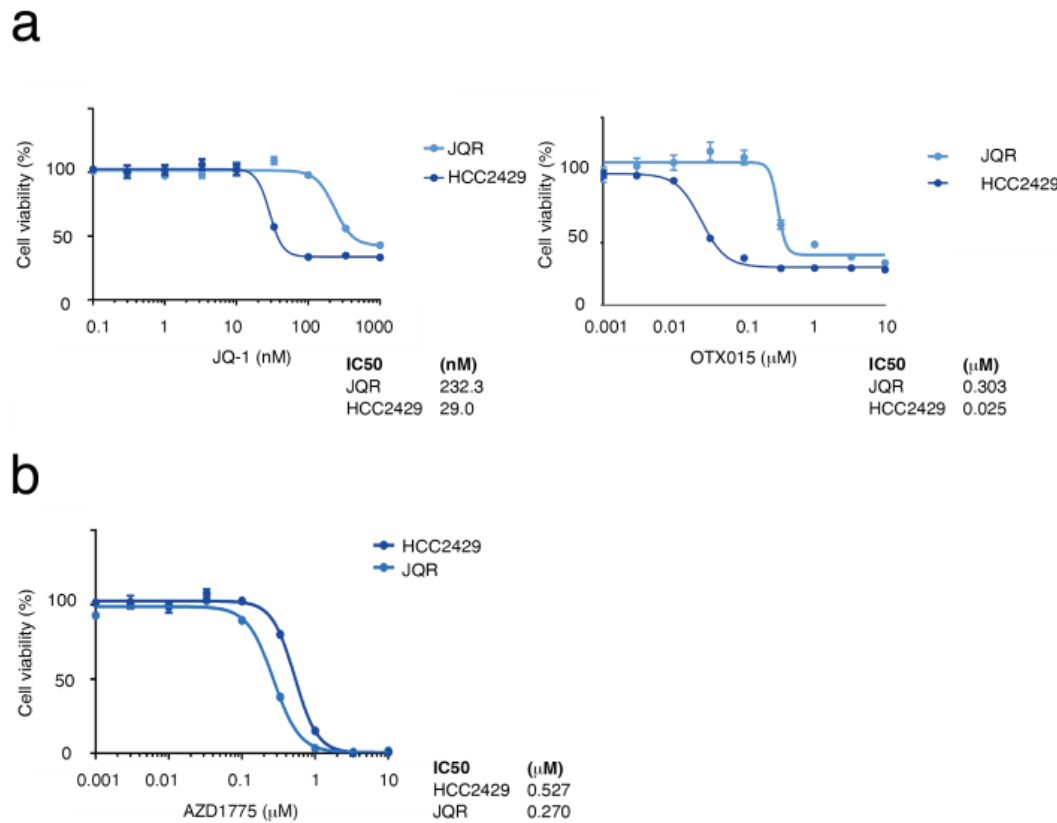 a
Cell viability (%)
100
50
0
0.1 1 10 100 1000
JQ-1 (nM)
JQR
HCC2429
IC50 (nM)
JQR 232.3
HCC2429 29.0
Cell viability (%)
100
50
0
0.001 0.01 0.1 1 10
OTX015 (μM)
JQR
HCC2429
IC50 (μM)
JQR 0.303
HCC2429 0.025
b
Cell viability (%)
100
50
0
0.001 0.01 0.1 1 10
AZD1775 (μM)
HCC2429
JQR
IC50 (μM)
HCC2429 0.527
JQR 0.270